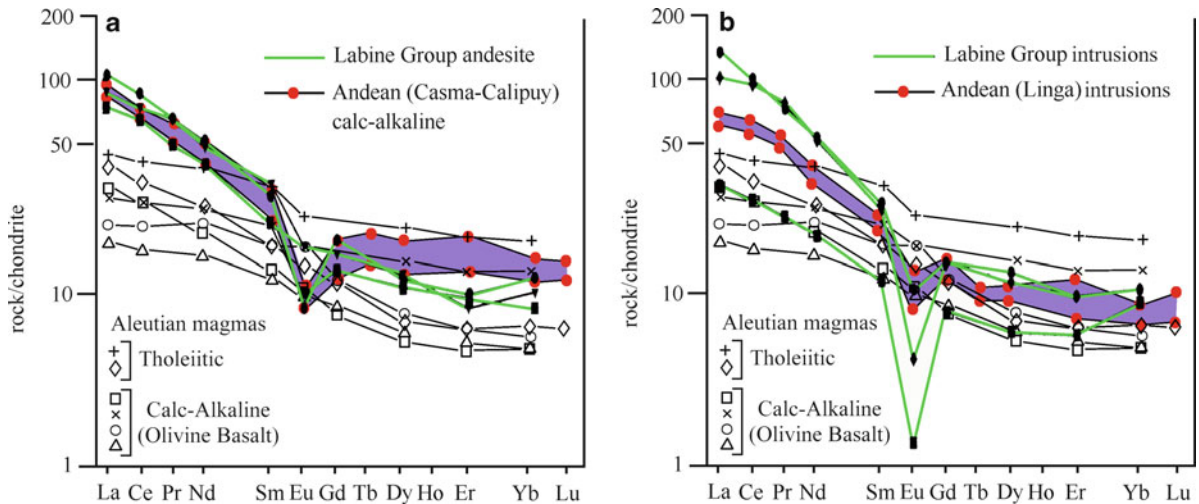 a
200
100
50
10
1
rock/chondrite
Labine Group andesite
Andean (Casma-Calipuy)
calc-alkaline
Aleutian magmas
Tholeiitic
Calc-Alkaline
(Olivine Basalt)
La Ce Pr Nd Sm Eu Gd Tb Dy Ho Er Yb Lu
b
200
100
50
10
1
rock/chondrite
Labine Group intrusions
Andean (Linga) intrusions
Aleutian magmas
Tholeiitic
Calc-Alkaline
(Olivine Basalt)
La Ce Pr Nd Sm Eu Gd Tb Dy Ho Er Yb Lu